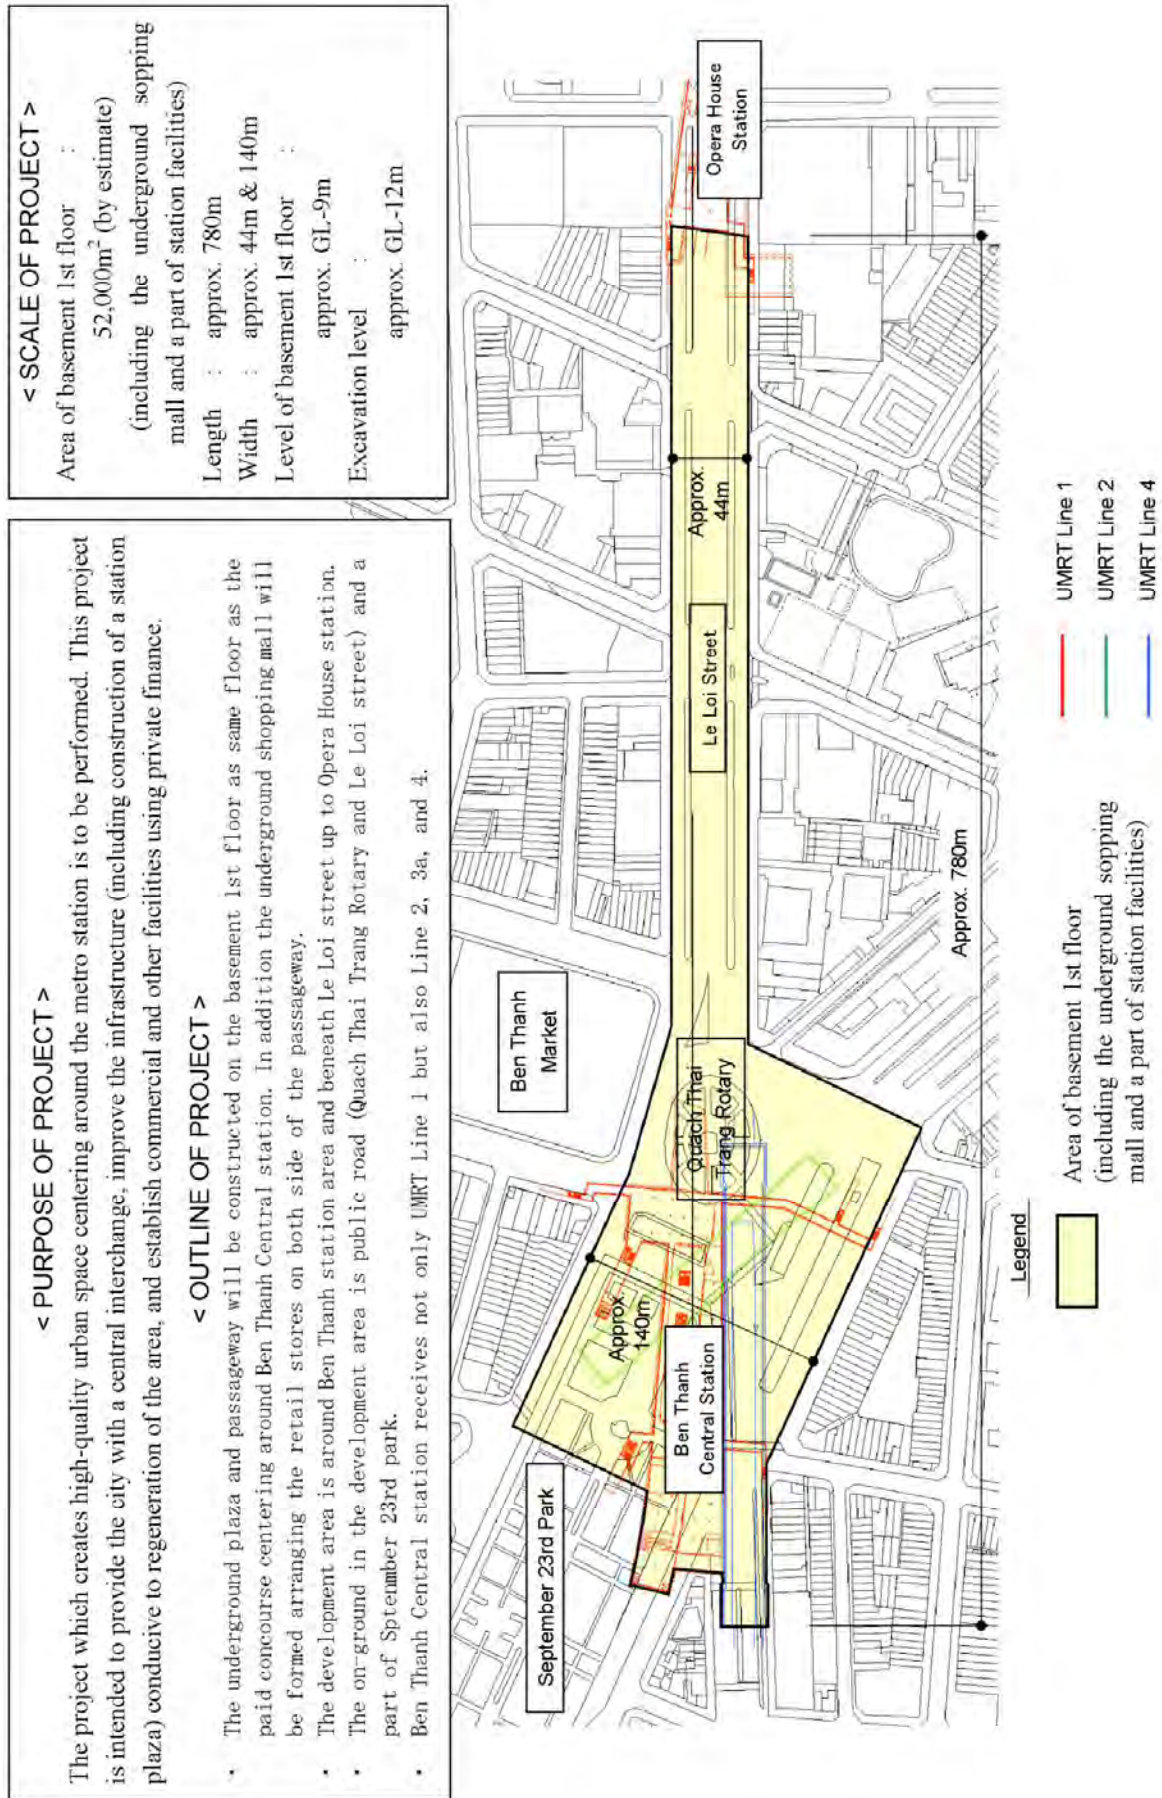 < PURPOSE OF PROJECT >
The project which creates high-quality urban space centering around the metro station is to be performed. This project
is intended to provide the city with a central interchange, improve the infrastructure (including construction of a station
plaza) conducive to regeneration of the area, and establish commercial and other facilities using private finance.
< OUTLINE OF PROJECT >
・ The underground plaza and passageway will be constructed on the basement 1st floor as same floor as the
paid concourse centering around Ben Thanh Central station. In addition the underground shopping mall will
be formed arranging the retail stores on both side of the passageway.
・ The development area is around Ben Thanh station area and beneath Le Loi street up to Opera House station.
・ The on-ground in the development area is public road (Quach Thai Trang Rotary and Le Loi street) and a
part of Sptember 23rd park.
・ Ben Thanh Central station receives not only UMRT Line 1 but also Line 2, 3a, and 4.
< SCALE OF PROJECT >
Area of basement 1st floor :
52,000m² (by estimate)
(including the underground sopping
mall and a part of station facilities)
Length : approx. 780m
Width : approx. 44m & 140m
Level of basement 1st floor :
approx. GL-9m
Excavation level :
approx. GL-12m
September 23rd Park
Ben Thanh
Market
Opera House
Station
Approx
140m
Ben Thanh
Central Station
Quach Thai
Trang Rotary
Le Loi Street
Approx.
44m
Approx. 780m
Legend
Area of basement 1st floor
(including the underground sopping
mall and a part of station facilities)
UMRT Line 1
UMRT Line 2
UMRT Line 4